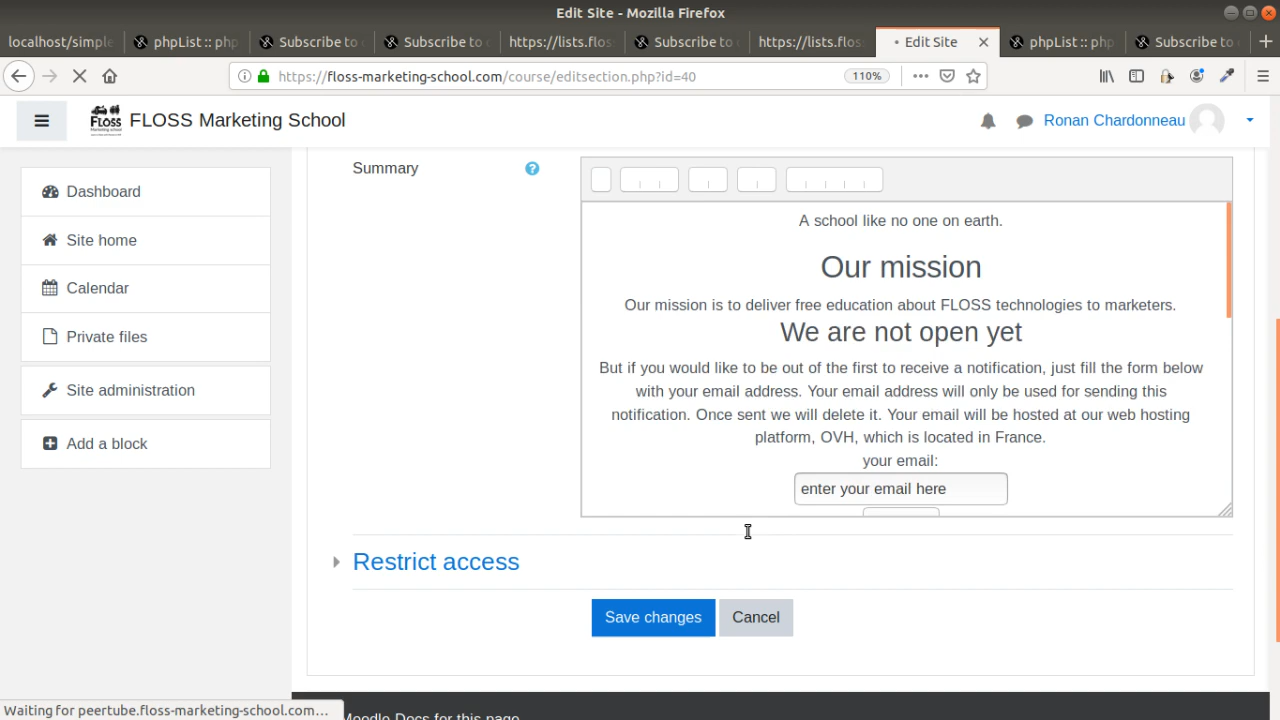 Edit Site - Mozilla Firefox
localhost/simple
phpList :: php
Subscribe to
Subscribe to
https://lists.flos
Subscribe to
https://lists.flos
• Edit Site
phpList :: php
Subscribe to
https://floss-marketing-school.com/course/editsection.php?id=40
110%
FLOSS
FLOSS Marketing School
Ronan Chardonneau
Dashboard
Site home
Calendar
Private files
Site administration
Add a block
Summary
A school like no one on earth.
Our mission
Our mission is to deliver free education about FLOSS technologies to marketers.
We are not open yet
But if you would like to be out of the first to receive a notification, just fill the form below
with your email address. Your email address will only be used for sending this
notification. Once sent we will delete it. Your email will be hosted at our web hosting
platform, OVH, which is located in France.
your email:
enter your email here
Restrict access
Save changes
Cancel
Waiting for peertube.floss-marketing-school.com...
Moodle Docs for this page